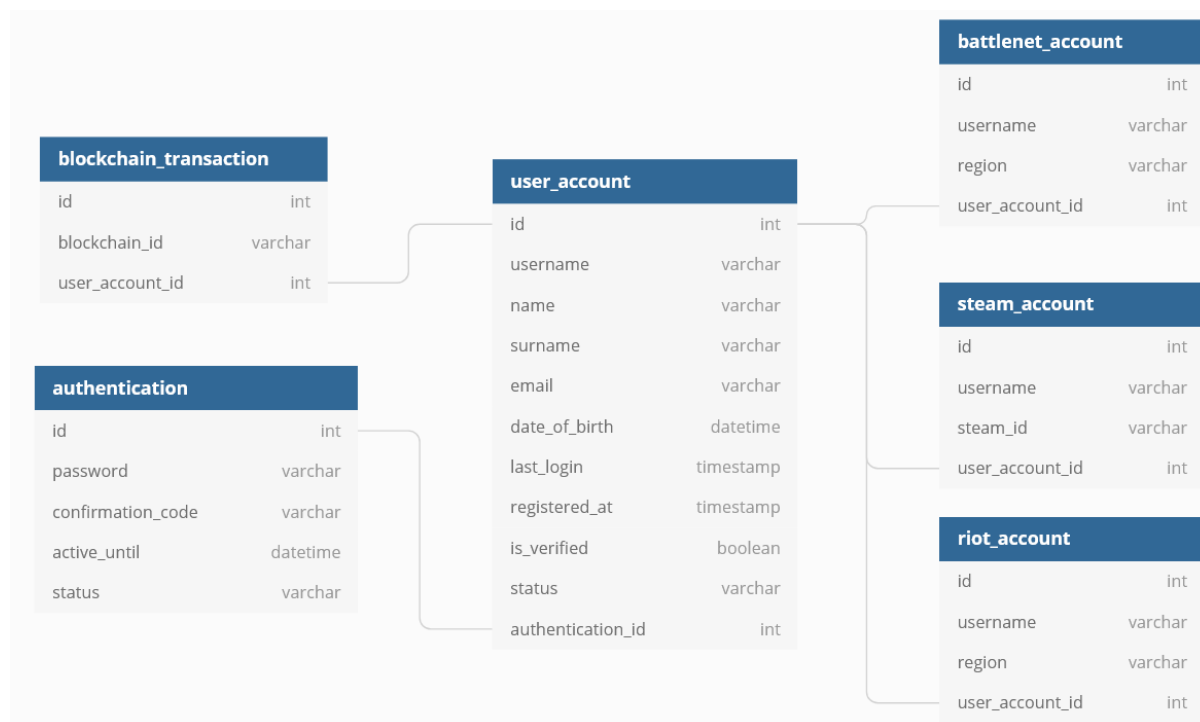 blockchain_transaction
id int
blockchain_id varchar
user_account_id int
authentication
id int
password varchar
confirmation_code varchar
active_until datetime
status varchar
user_account
id int
username varchar
name varchar
surname varchar
email varchar
date_of_birth datetime
last_login timestamp
registered_at timestamp
is_verified boolean
status varchar
authentication_id int
battlenet_account
id int
username varchar
region varchar
user_account_id int
steam_account
id int
username varchar
steam_id varchar
user_account_id int
riot_account
id int
username varchar
region varchar
user_account_id int